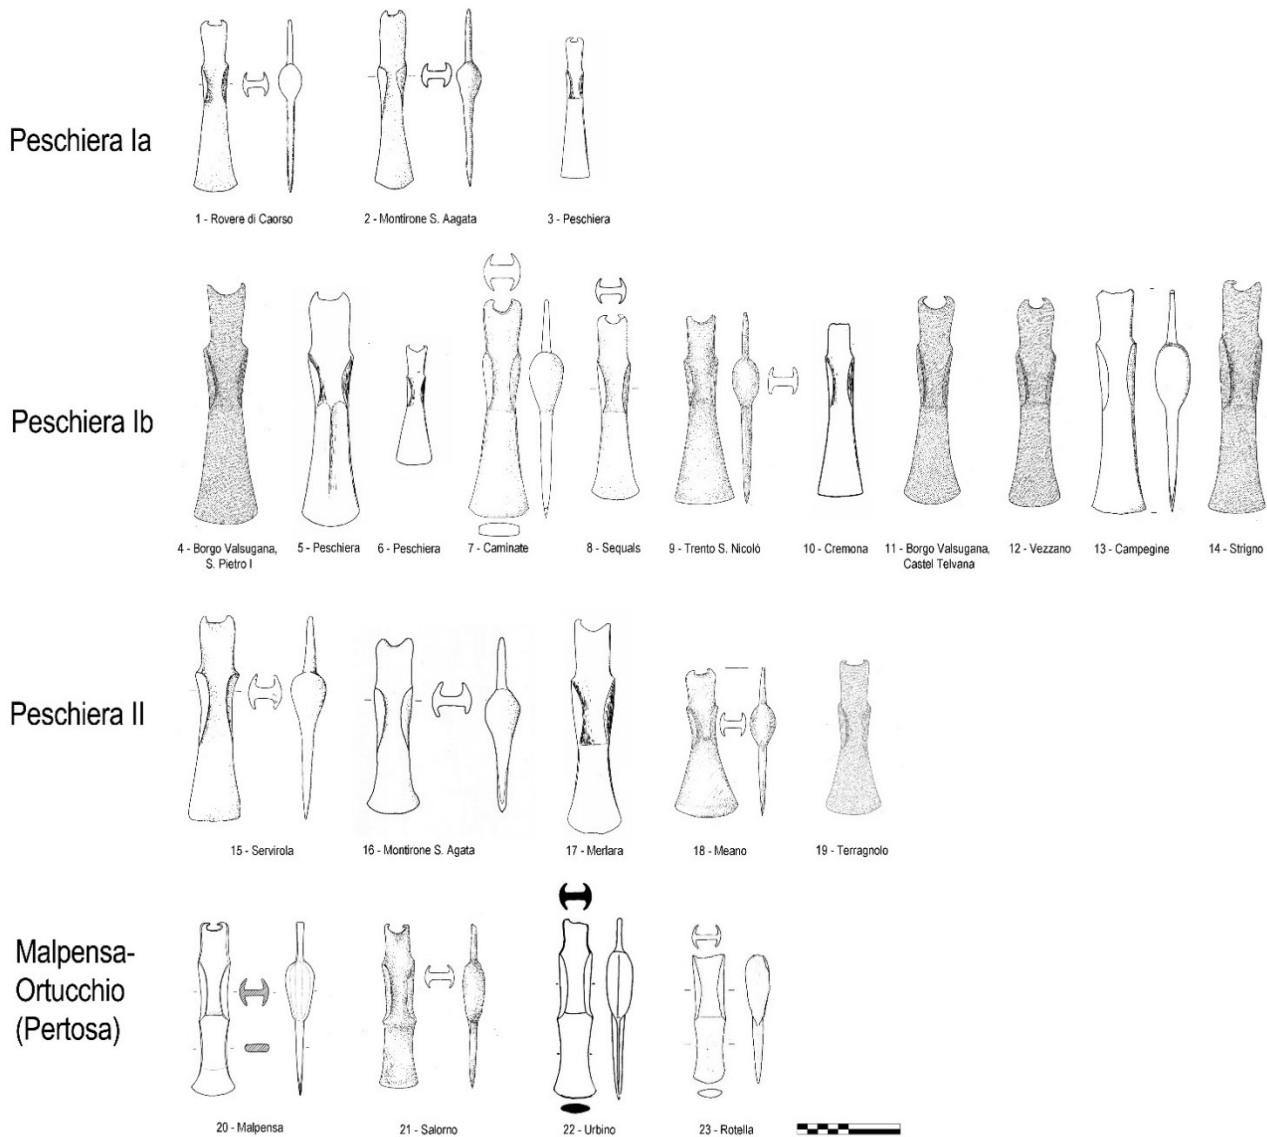 Peschiera Ia
1 - Rovere di Caorso
2 - Montirone S. Aagata
3 - Peschiera
Peschiera Ib
4 - Borgo Valsugana,
S. Pietro I
5 - Peschiera
6 - Peschiera
7 - Caminate
8 - Sequals
9 - Trento S. Nicolò
10 - Cremona
11 - Borgo Valsugana,
Castel Telvana
12 - Vezzano
13 - Campegine
14 - Strigno
Peschiera II
15 - Servirola
16 - Montirone S. Agata
17 - Merlara
18 - Meano
19 - Terragnolo
Malpensa-
Ortucchio
(Pertosa)
20 - Malpensa
21 - Salorno
22 - Urbino
23 - Rotella